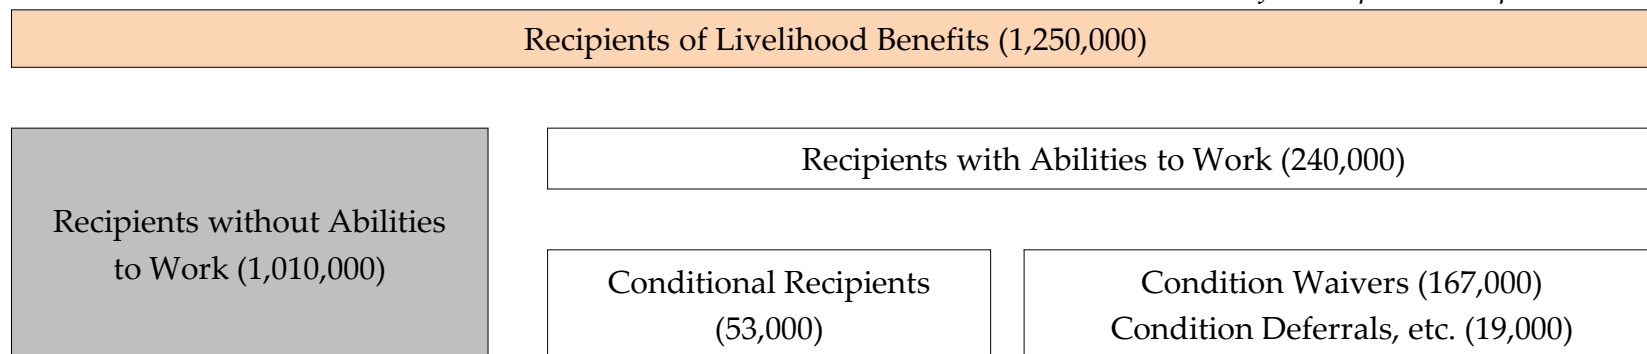 Recipients of Livelihood Benefits (1,250,000)
Recipients with Abilities to Work (240,000)
Recipients without Abilities
to Work (1,010,000)
Conditional Recipients
(53,000)
Condition Waivers (167,000)
Condition Deferrals, etc. (19,000)